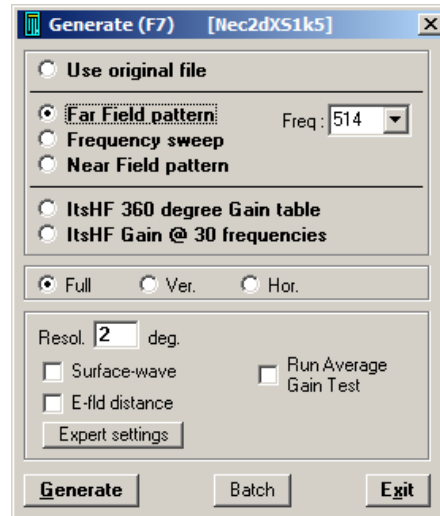 Generate (F7) [Nec2dXS1k5]
Use original file
Far Field pattern Freq : 514
Frequency sweep
Near Field pattern
ItsHF 360 degree Gain table
ItsHF Gain @ 30 frequencies
Full Ver. Hor.
Resol. 2 deg.
Surface-wave
Run Average
Gain Test
E-fld distance
Expert settings
Generate Batch Exit